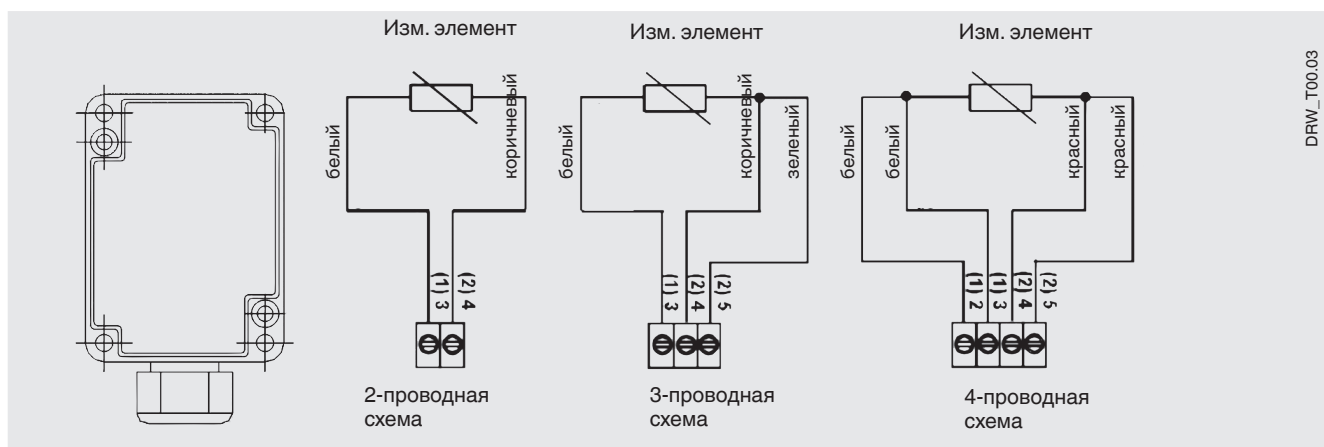 Изм. элемент
белый
коричневый
(1) 3
(2) 4
2-проводная
схема
Изм. элемент
белый
коричневый
зеленый
(1) 3
(2) 4
(2) 5
3-проводная
схема
Изм. элемент
белый
белый
красный
красный
(1) 2
(1) 3
(2) 4
(2) 5
4-проводная
схема
DRW_T00.03